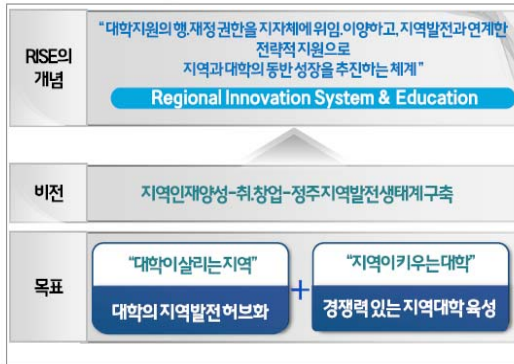 RISE의
개념
“대학지원의 행.재정 권한을 지자체에 위임.이양하고, 지역발전과 연계한
전략적 지원으로
지역과 대학의 동반 성장을 추진하는 체계”
Regional Innovation System & Education
비전
지역인재양성-취.창업-정주지역발전생태계구축
목표
“대학이 살리는 지역”
대학의 지역발전 허브화
+
“지역이 키우는 대학”
경쟁력 있는 지역대학 육성